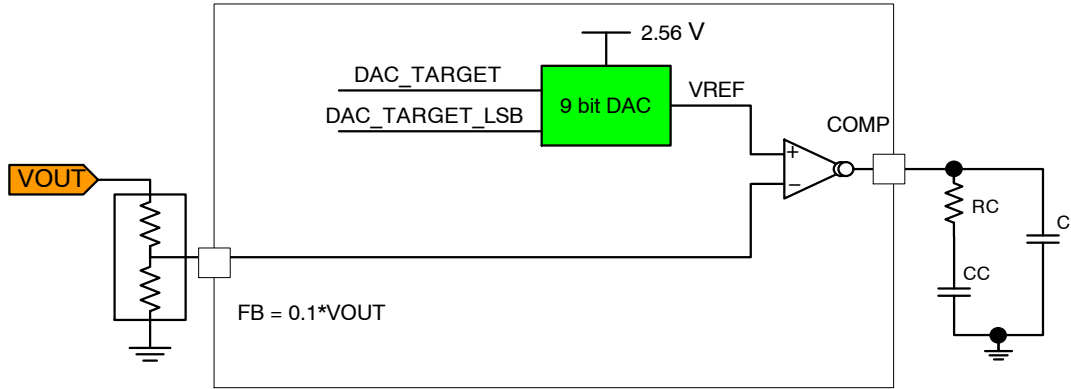 2.56 V
DAC_TARGET
9 bit DAC
VREF
DAC_TARGET_LSB
COMP
+
−
VOUT
RC
C
CC
FB = 0.1*VOUT